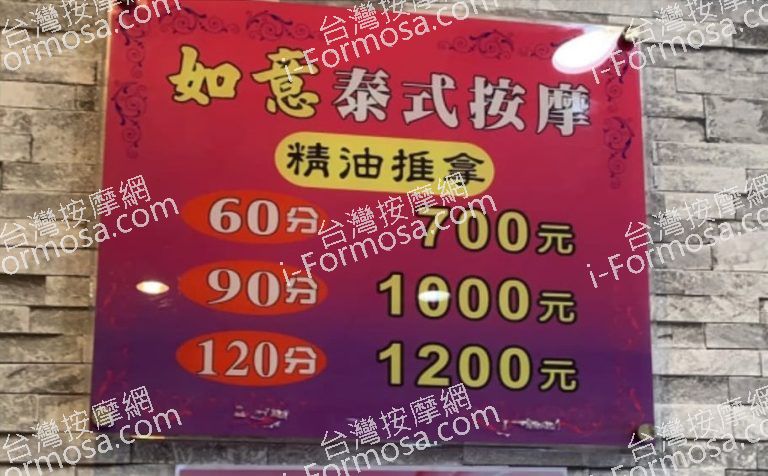 如意泰式按摩
精油推拿
60分 700元
90分 1000元
120分 1200元
台灣按摩網
i-Formosa.com